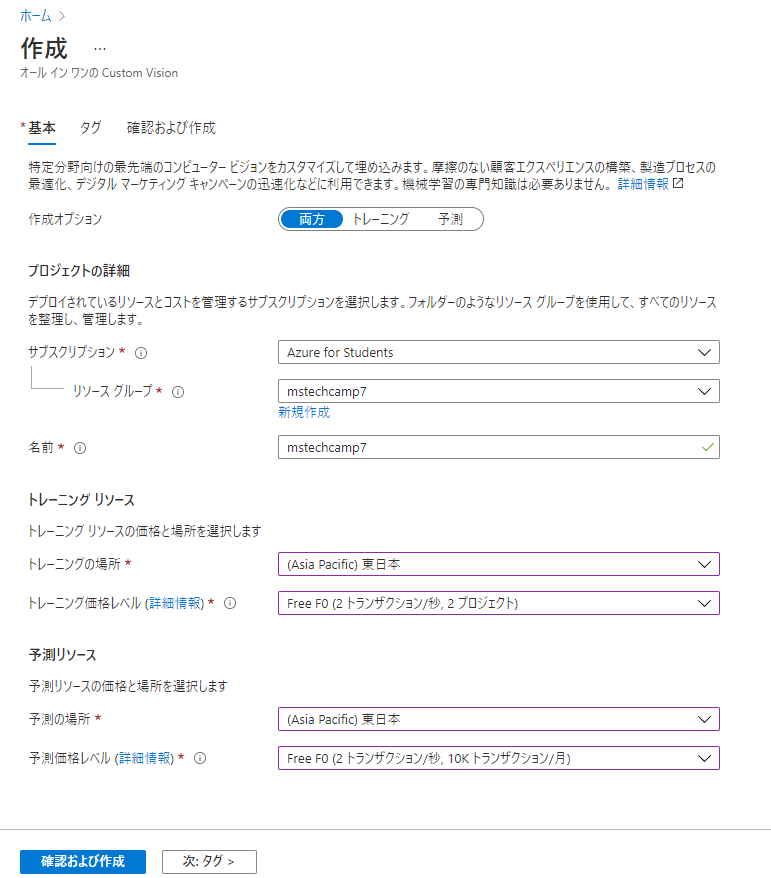 ホーム >
作成 ...
オール イン ワンの Custom Vision
* 基本 タグ 確認および作成
特定分野向けの最先端のコンピューター ビジョンをカスタマイズして埋め込みます。摩擦のない顧客エクスペリエンスの構築、製造プロセスの
最適化、デジタル マーケティング キャンペーンの迅速化などに利用できます。機械学習の専門知識は必要ありません。 詳細情報
作成オプション 両方 トレーニング 予測
プロジェクトの詳細
デプロイされているリソースとコストを管理するサブスクリプションを選択します。フォルダーのようなリソース グループを使用して、すべてのリソース
を整理し、管理します。
サブスクリプション * Azure for Students
リソース グループ * mstechcamp7
新規作成
名前 * mstechcamp7
トレーニング リソース
トレーニング リソースの価格と場所を選択します
トレーニングの場所 * (Asia Pacific) 東日本
トレーニング価格レベル (詳細情報) * Free F0 (2 トランザクション/秒, 2 プロジェクト)
予測リソース
予測リソースの価格と場所を選択します
予測の場所 * (Asia Pacific) 東日本
予測価格レベル (詳細情報) * Free F0 (2 トランザクション/秒, 10K トランザクション/月)
確認および作成 次: タグ >